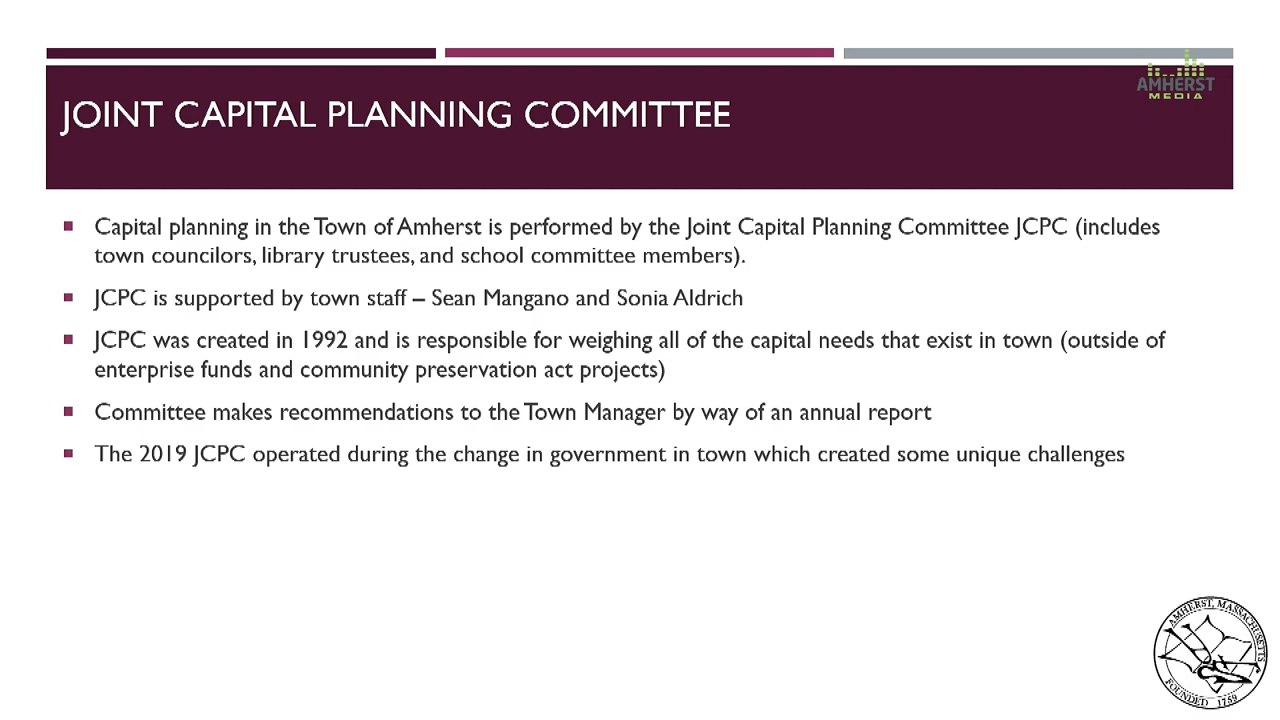 AMHERST
MEDIA
JOINT CAPITAL PLANNING COMMITTEE
Capital planning in the Town of Amherst is performed by the Joint Capital Planning Committee JCPC (includes
town councilors, library trustees, and school committee members).
JCPC is supported by town staff – Sean Mangano and Sonia Aldrich
JCPC was created in 1992 and is responsible for weighing all of the capital needs that exist in town (outside of
enterprise funds and community preservation act projects)
Committee makes recommendations to the Town Manager by way of an annual report
The 2019 JCPC operated during the change in government in town which created some unique challenges
AMHERST, MASSACHUSETTS
FOUNDED 1759